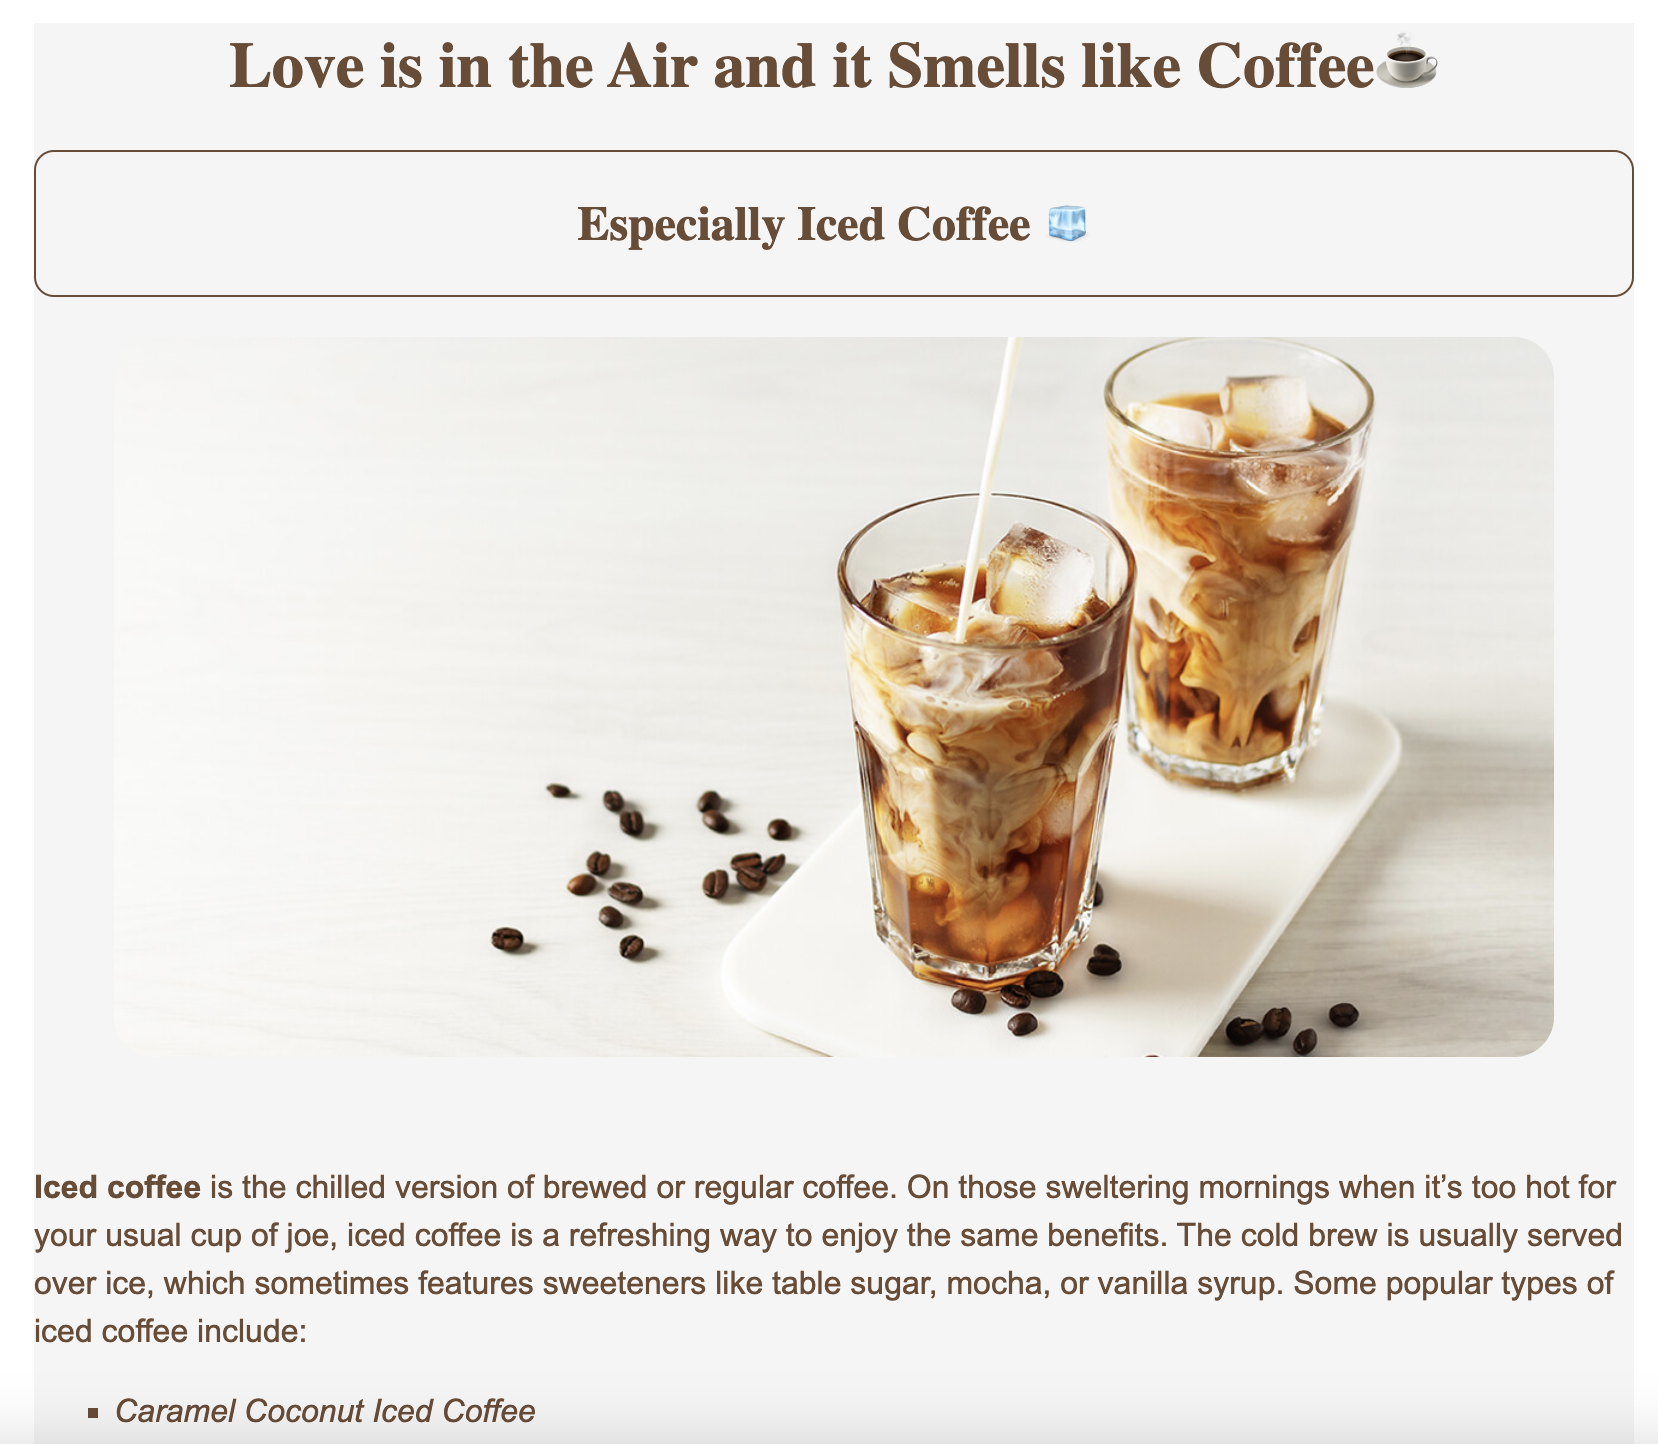 Love is in the Air and it Smells like Coffee☕
Especially Iced Coffee 🧊
Iced coffee is the chilled version of brewed or regular coffee. On those sweltering mornings when it’s too hot for
your usual cup of joe, iced coffee is a refreshing way to enjoy the same benefits. The cold brew is usually served
over ice, which sometimes features sweeteners like table sugar, mocha, or vanilla syrup. Some popular types of
iced coffee include:
▪ Caramel Coconut Iced Coffee